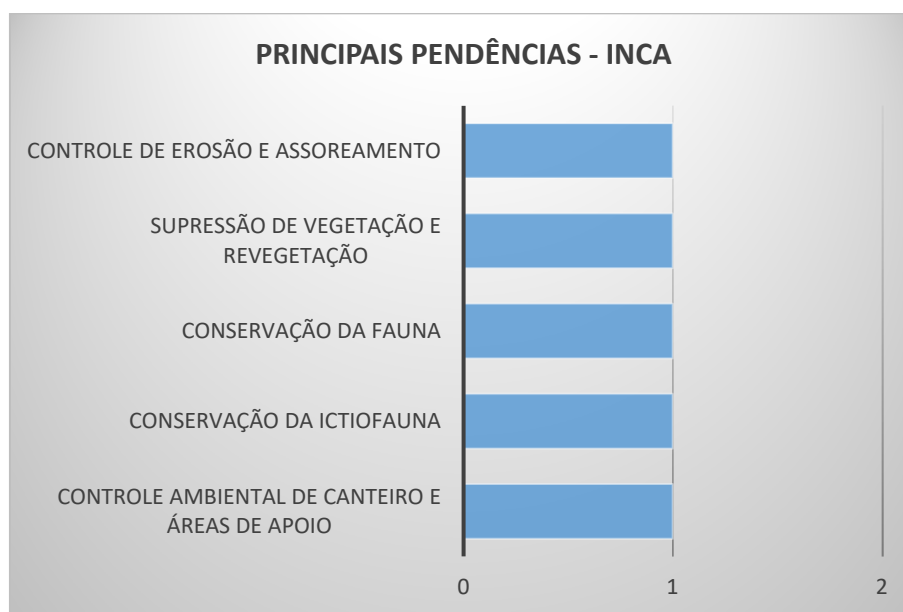 PRINCIPAIS PENDÊNCIAS - INCA
CONTROLE DE EROSÃO E ASSOREAMENTO
SUPRESSÃO DE VEGETAÇÃO E
REVEGETAÇÃO
CONSERVAÇÃO DA FAUNA
CONSERVAÇÃO DA ICTIOFAUNA
CONTROLE AMBIENTAL DE CANTEIRO E
ÁREAS DE APOIO
0 1 2